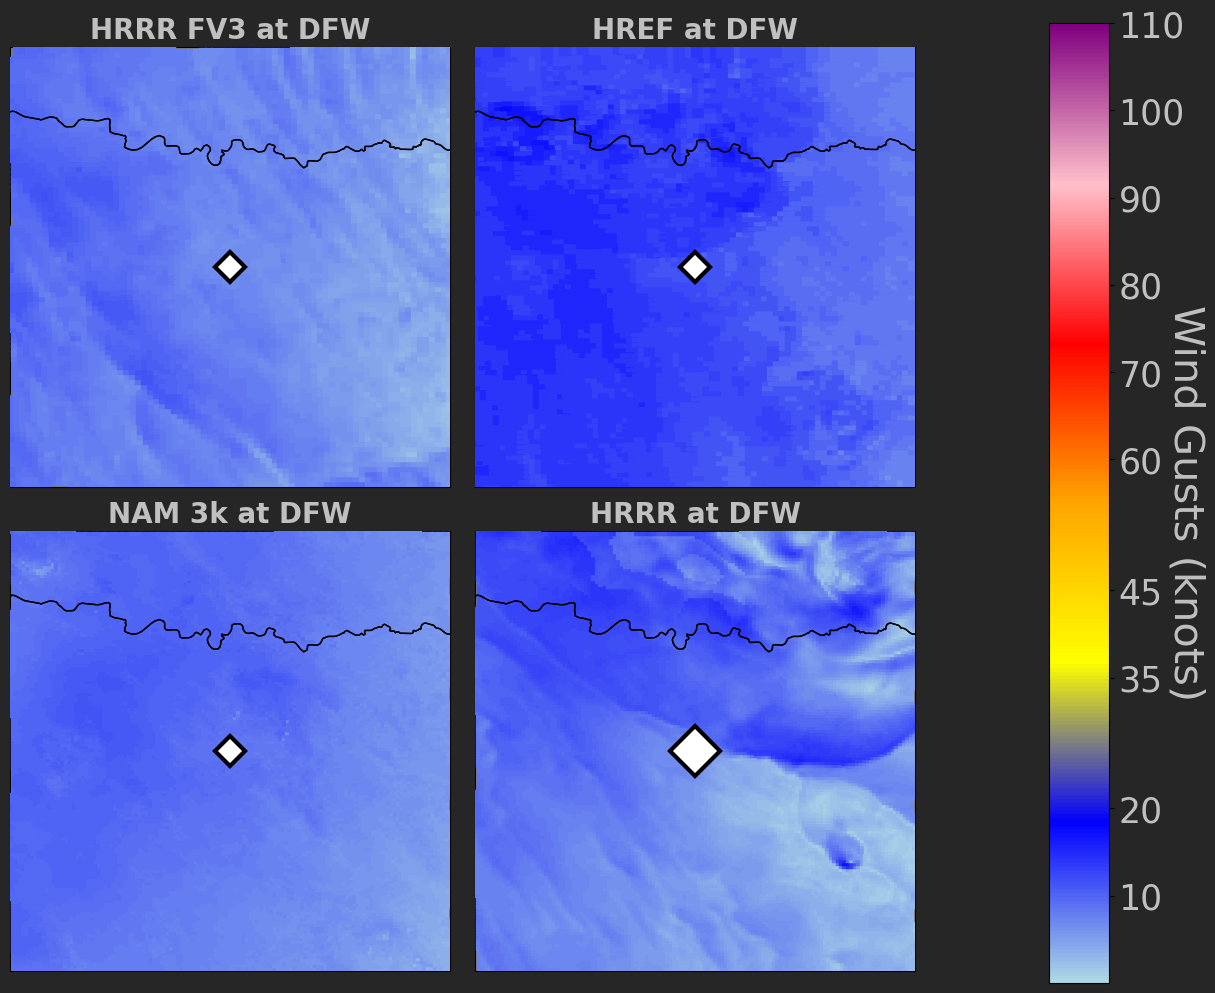 HRRR FV3 at DFW
HREF at DFW
NAM 3k at DFW
HRRR at DFW
110
100
90
80
70
60
45
35
20
10
Wind Gusts (knots)